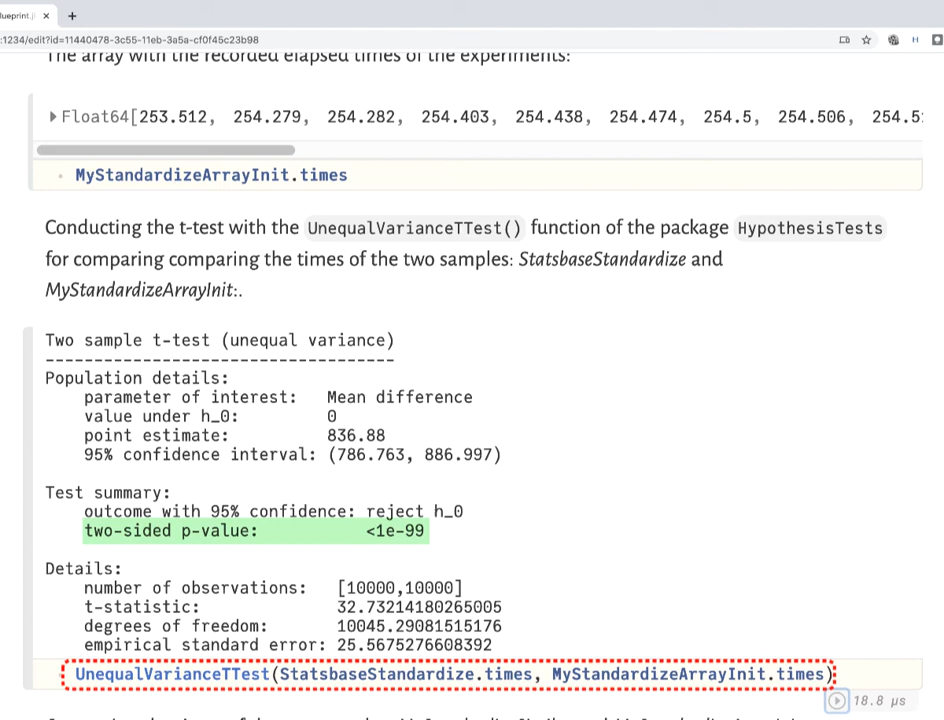 ueprint.jl × +
:1234/edit?id=11440478-3c55-11eb-3a5a-cf0f45c23b98
The array with the recorded elapsed times of the experiments:
Float64[253.512, 254.279, 254.282, 254.403, 254.438, 254.474, 254.5, 254.506, 254.5
MyStandardizeArrayInit.times
Conducting the t-test with the UnequalVarianceTTest() function of the package HypothesisTests
for comparing comparing the times of the two samples: StatsbaseStandardize and
MyStandardizeArrayInit:.
Two sample t-test (unequal variance)
------------------------------------
Population details:
parameter of interest: Mean difference
value under h_0: 0
point estimate: 836.88
95% confidence interval: (786.763, 886.997)
Test summary:
outcome with 95% confidence: reject h_0
two-sided p-value: <1e-99
Details:
number of observations: [10000,10000]
t-statistic: 32.73214180265005
degrees of freedom: 10045.29081515176
empirical standard error: 25.5675276608392
UnequalVarianceTTest(StatsbaseStandardize.times, MyStandardizeArrayInit.times)
18.8 μs